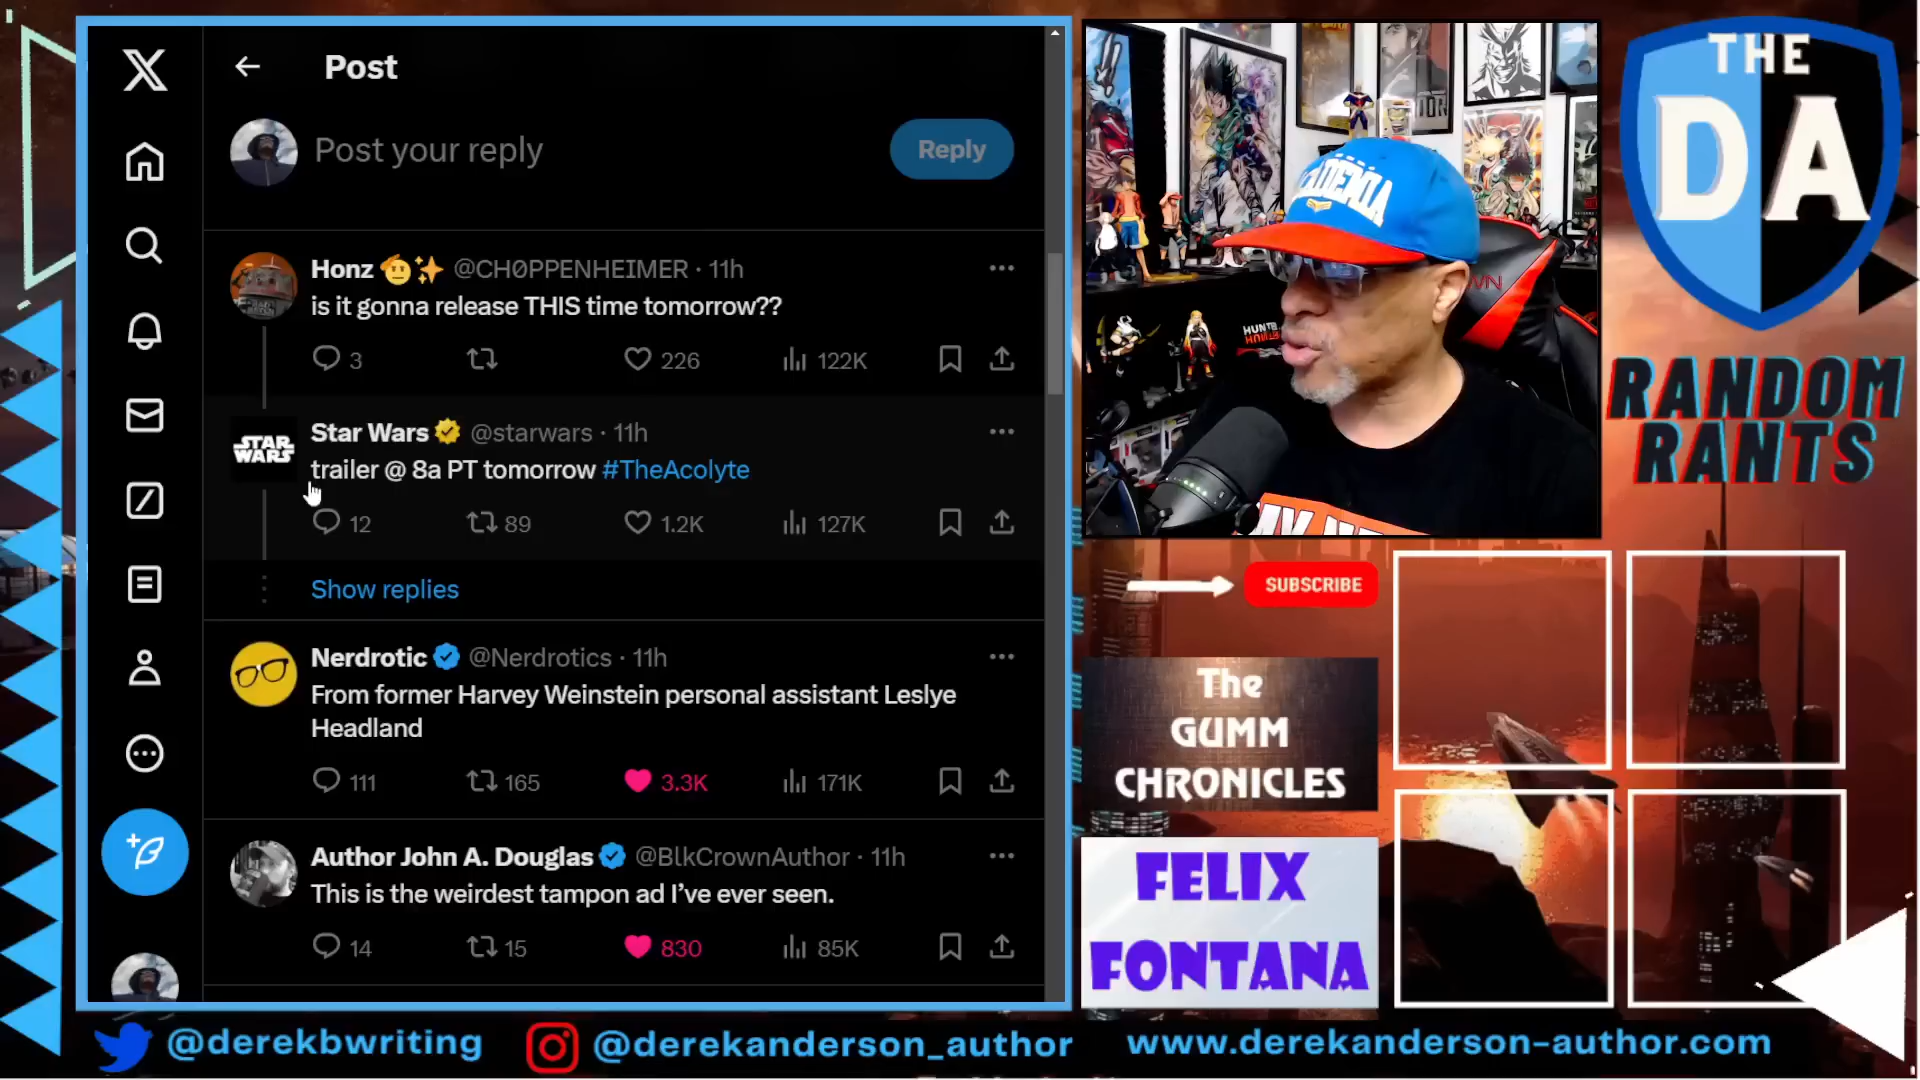 Post
Post your reply
Reply
Honz @CH0PPENHEIMER · 11h
is it gonna release THIS time tomorrow??
3 226 122K
STAR WARS
Star Wars @starwars · 11h
trailer @ 8a PT tomorrow #TheAcolyte
12 89 1.2K 127K
Show replies
Nerdrotic @Nerdrotics · 11h
From former Harvey Weinstein personal assistant Leslye
Headland
111 165 3.3K 171K
Author John A. Douglas @BlkCrownAuthor · 11h
This is the weirdest tampon ad I’ve ever seen.
14 15 830 85K
THE
DA
RANDOM
RANTS
SUBSCRIBE
The
GUMM
CHRONICLES
FELIX
FONTANA
@derekbwriting
@derekanderson_author
www.derekanderson-author.com